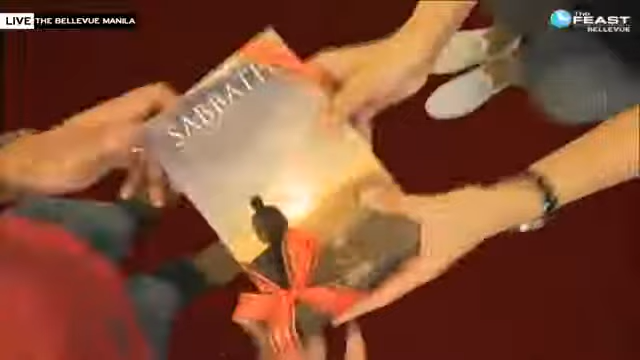 LIVE THE BELLEVUE MANILA
The
FEAST
BELLEVUE
SABBATH